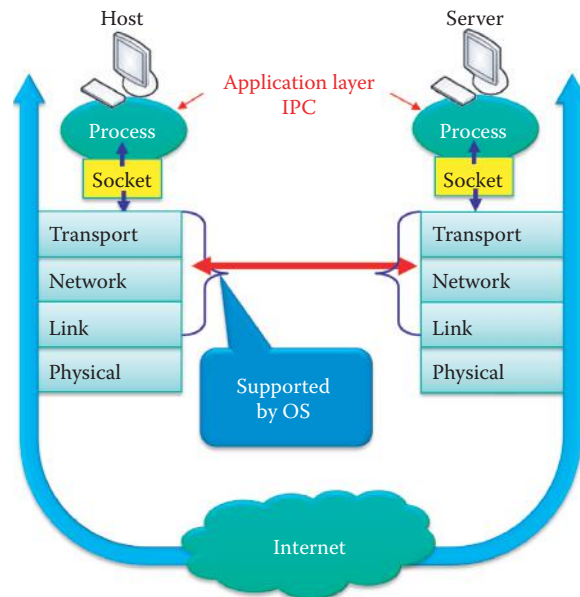 Host
Server
Application layer
IPC
Process
Process
Socket
Socket
Transport
Transport
Network
Network
Link
Link
Physical
Physical
Supported
by OS
Internet